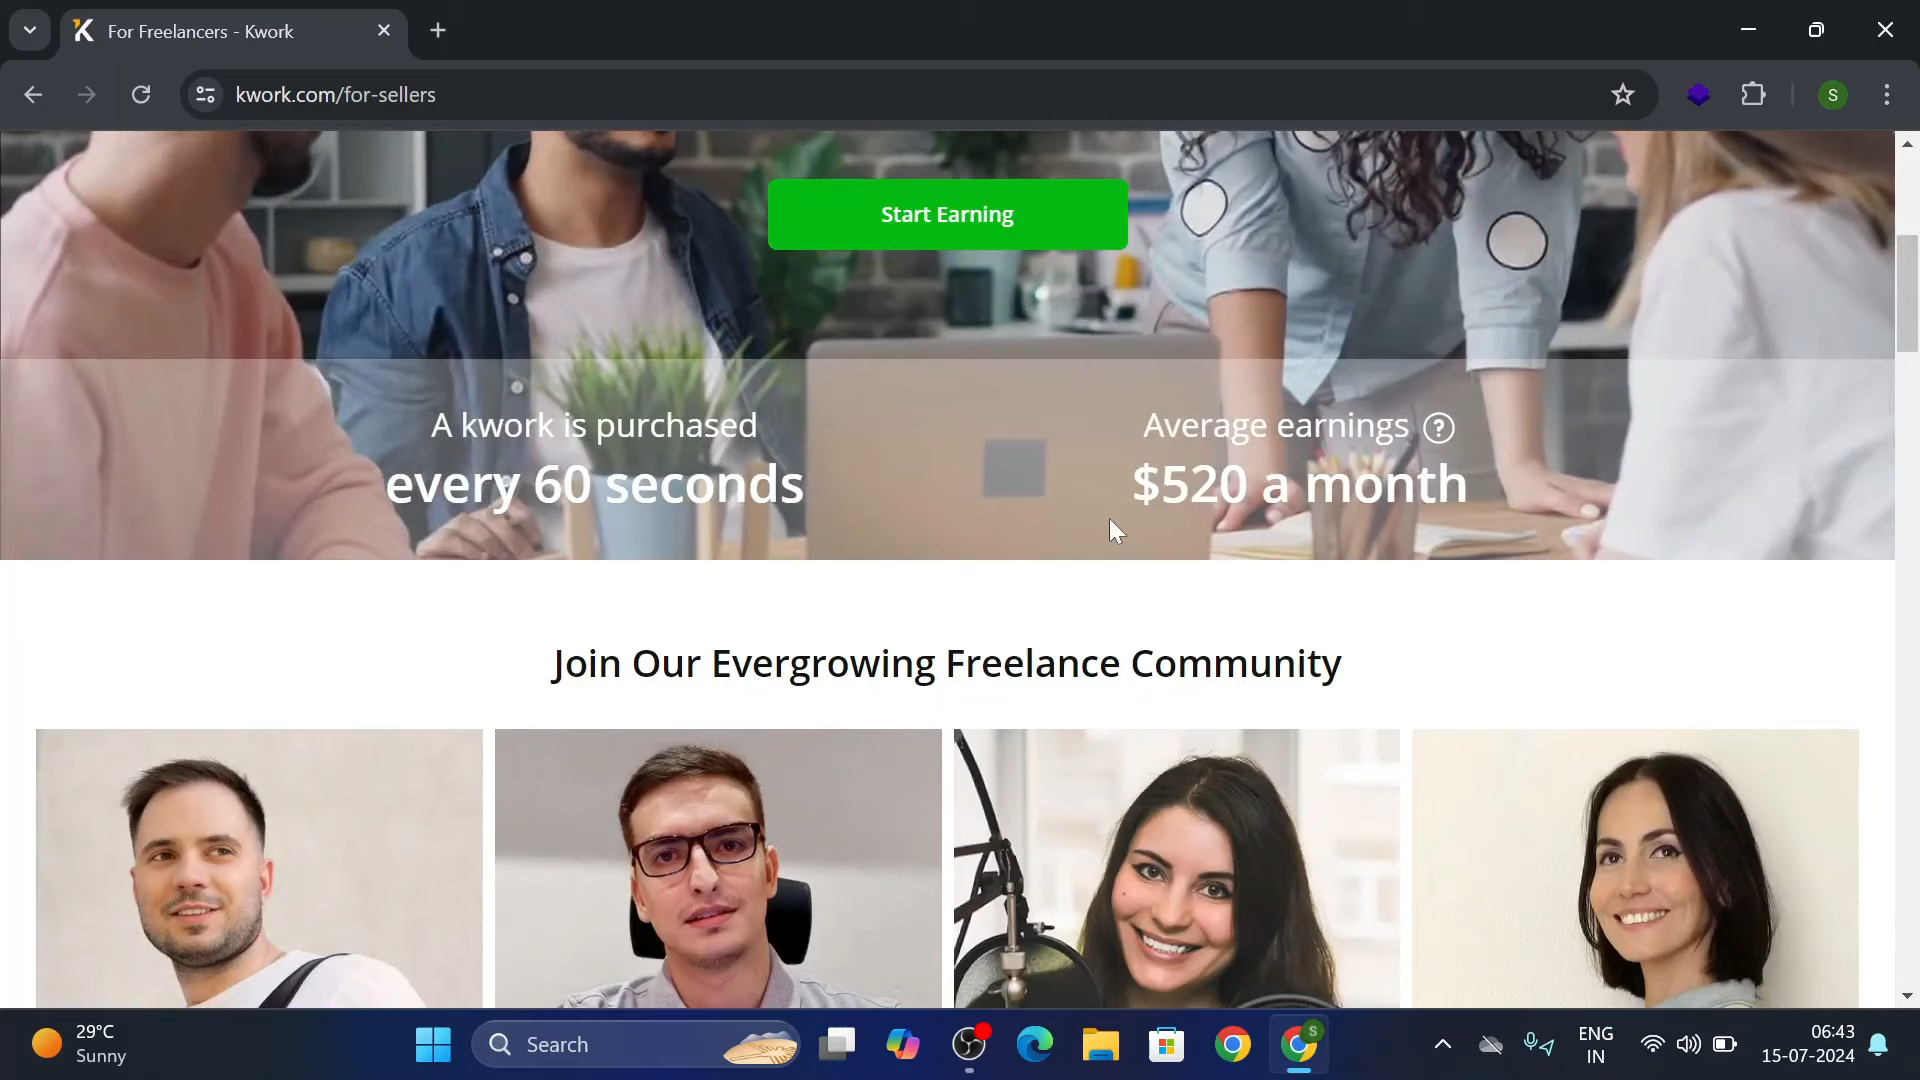 For Freelancers - Kwork
kwork.com/for-sellers
S
Start Earning
A kwork is purchased
every 60 seconds
Average earnings ?
$520 a month
Join Our Evergrowing Freelance Community
29°C
Sunny
Search
S
ENG
IN
06:43
15-07-2024